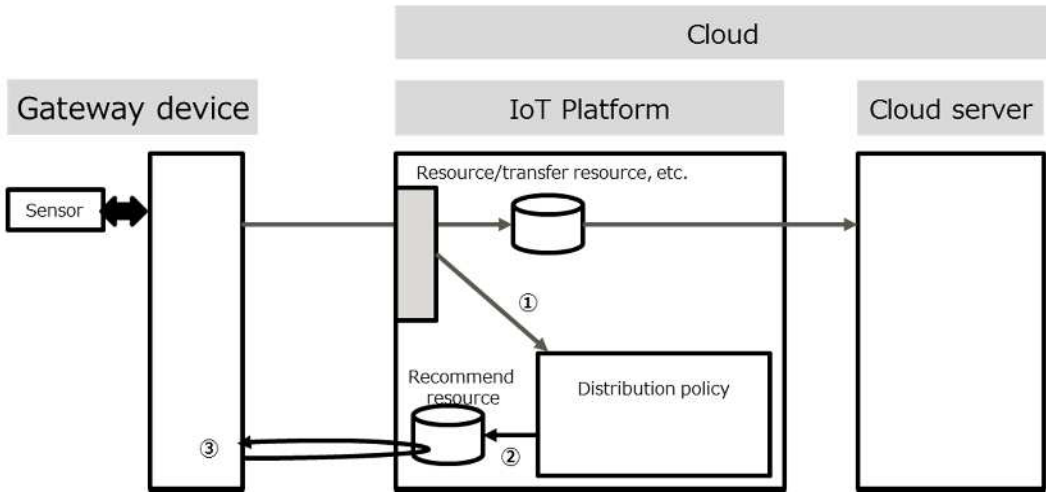 Cloud
Gateway device
IoT Platform
Cloud server
Resource/transfer resource, etc.
Sensor
①
Recommend
resource
Distribution policy
②
③